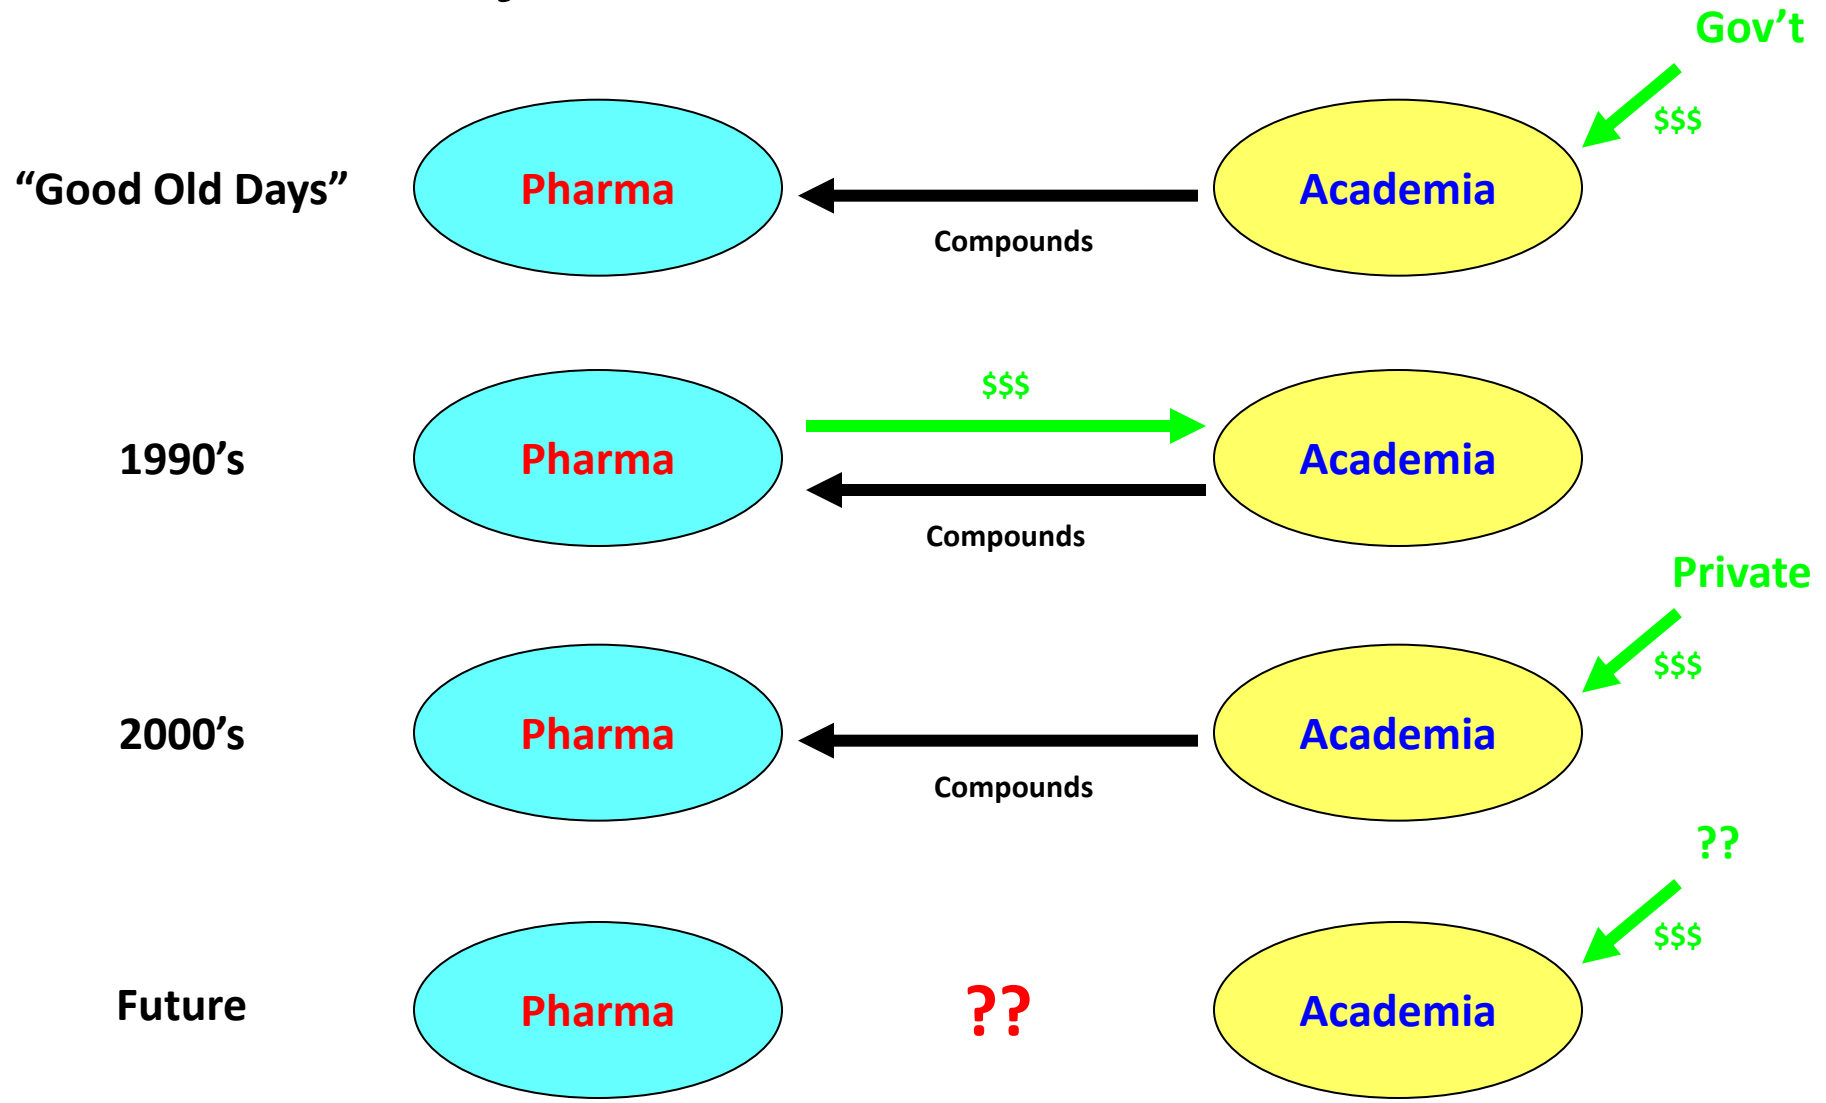 Gov’t
$$$
“Good Old Days”
Pharma
Academia
Compounds
$$$
1990’s
Pharma
Academia
Compounds
Private
$$$
2000’s
Pharma
Academia
Compounds
??
$$$
Future
Pharma
??
Academia